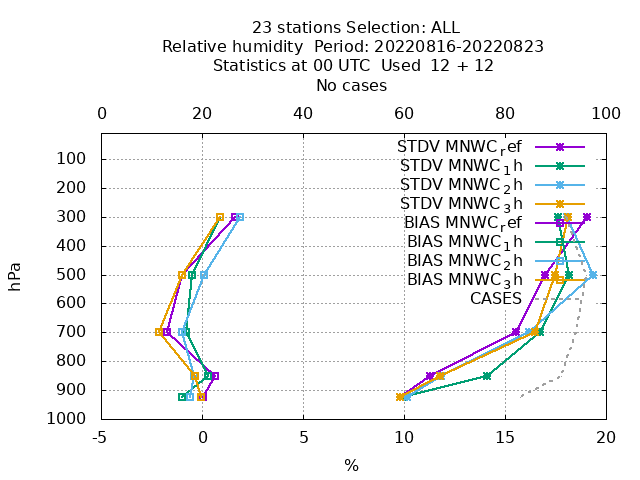 23 stations Selection: ALL
Relative humidity  Period: 20220816-20220823
Statistics at 00 UTC  Used  12 + 12
No cases
0 20 40 60 80 100
STDV MNWC_ref
STDV MNWC_1h
STDV MNWC_2h
STDV MNWC_3h
BIAS MNWC_ref
BIAS MNWC_1h
BIAS MNWC_2h
BIAS MNWC_3h
CASES
100
200
300
400
500
600
700
800
900
1000
hPa
-5 0 5 10 15 20
%